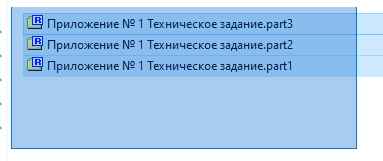 Приложение № 1 Техническое задание.part3
Приложение № 1 Техническое задание.part2
Приложение № 1 Техническое задание.part1